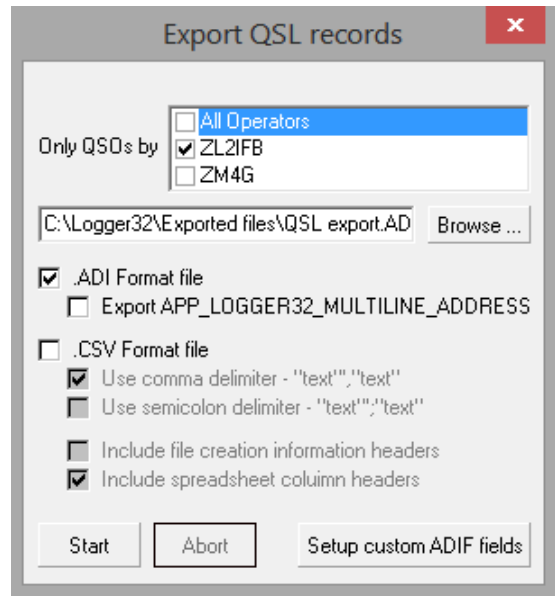 Export QSL records
x
All Operators
Only QSOs by
ZL2IFB
ZM4G
C:\Logger32\Exported files\QSL export.AD
Browse ...
.ADI Format file
Export APP_LOGGER32_MULTILINE_ADDRESS
.CSV Format file
Use comma delimiter - "text'","text"
Use semicolon delimiter - "text'";"text"
Include file creation information headers
Include spreadsheet coluimn headers
Start
Abort
Setup custom ADIF fields